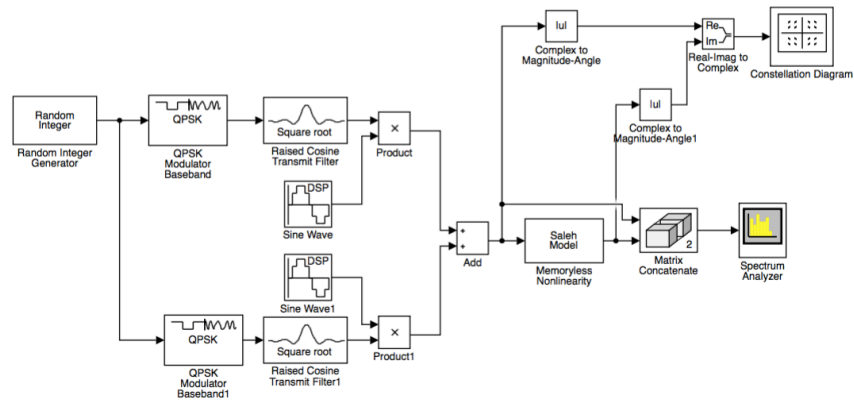 |u|
Complex to
Magnitude-Angle
Re
Im
Real-Imag to
Complex
Constellation Diagram
Random
Integer
Random Integer
Generator
QPSK
QPSK
Modulator
Baseband
Square root
Raised Cosine
Transmit Filter
×
Product
|u|
Complex to
Magnitude-Angle1
DSP
Sine Wave
+
+
Add
Saleh
Model
Memoryless
Nonlinearity
2
Matrix
Concatenate
Spectrum
Analyzer
DSP
Sine Wave1
QPSK
QPSK
Modulator
Baseband1
Square root
Raised Cosine
Transmit Filter1
×
Product1